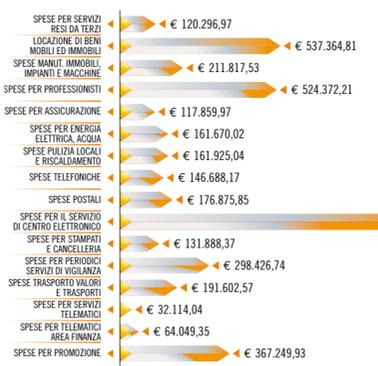 SPESE PER SERVIZI
RESI DA TERZI
€ 120.296,97
LOCAZIONE DI BENI
MOBILI ED IMMOBILI
€ 537.364,81
SPESE MANUT. IMMOBILI,
IMPIANTI E MACCHINE
€ 211.817,53
SPESE PER PROFESSIONISTI
€ 524.372,21
SPESE PER ASSICURAZIONE
€ 117.859,97
SPESE PER ENERGIA
ELETTRICA, ACQUA
€ 161.670,02
SPESE PULIZIA LOCALI
E RISCALDAMENTO
€ 161.925,04
SPESE TELEFONICHE
€ 146.688,17
SPESE POSTALI
€ 176.875,85
SPESE PER IL SERVIZIO
DI CENTRO ELETTRONICO
SPESE PER STAMPATI
E CANCELLERIA
€ 131.888,37
SPESE PER PERIODICI
SERVIZI DI VIGILANZA
€ 298.426,74
SPESE TRASPORTO VALORI
E TRASPORTI
€ 191.602,57
SPESE PER SERVIZI
TELEMATICI
€ 32.114,04
SPESE PER TELEMATICI
AREA FINANZA
€ 64.049,35
SPESE PER PROMOZIONE
€ 367.249,93